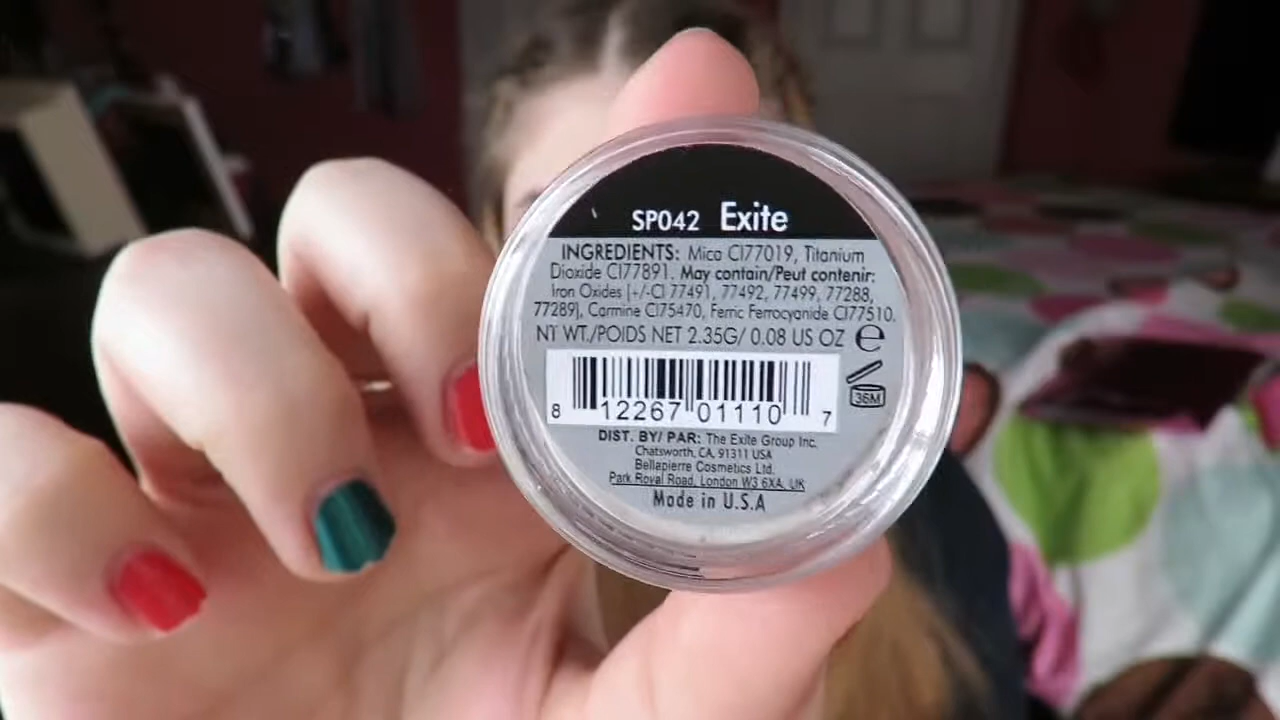 SP042 Exite
INGREDIENTS: Mica CI77019, Titanium
Dioxide CI77891. May contain/Peut contenir:
Iron Oxides [+/-CI 77491, 77492, 77499, 77288,
77289], Carmine CI75470, Ferric Ferrocyanide CI77510.
NT WT./POIDS NET 2.35G/ 0.08 US OZ e
36M
8 12267 01110 7
DIST. BY/ PAR: The Exite Group Inc.
Chatsworth, CA, 91311 USA
Bellapierre Cosmetics Ltd.
Park Royal Road, London W3 6XA, UK
Made in U.S.A